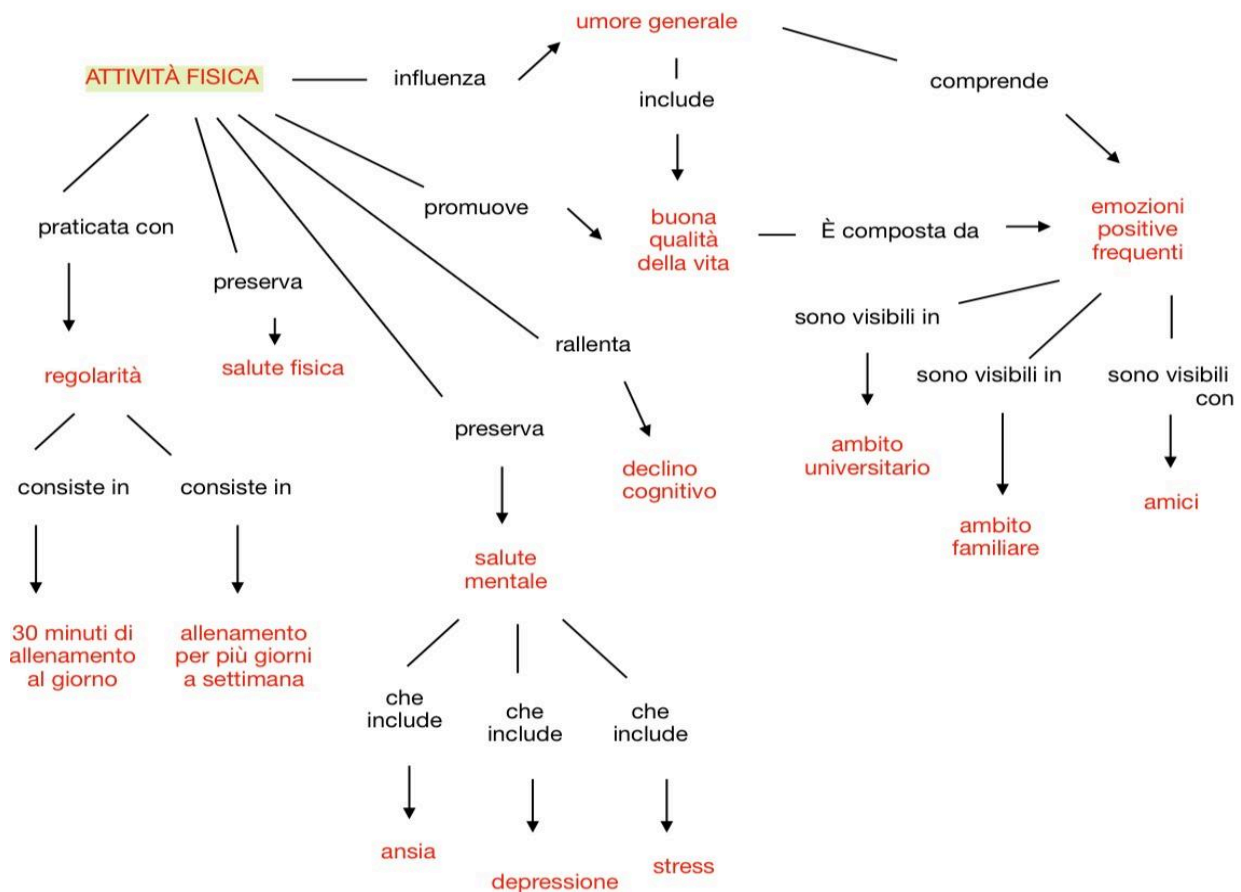 umore generale
ATTIVITÀ FISICA
influenza
include
comprende
praticata con
preserva
promuove
buona
qualità
della vita
È composta da
emozioni
positive
frequenti
regolarità
salute fisica
rallenta
sono visibili in
sono visibili in
sono visibili
con
preserva
declino
cognitivo
ambito
universitario
ambito
familiare
amici
consiste in
consiste in
salute
mentale
30 minuti di
allenamento
al giorno
allenamento
per più giorni
a settimana
che
include
che
include
che
include
ansia
depressione
stress